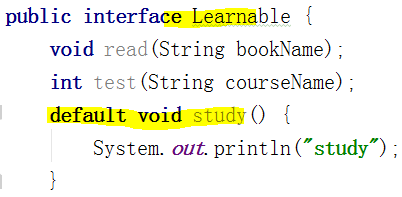 public interface Learnable {
void read(String bookName);
int test(String courseName);
default void study() {
System.out.println("study");
}